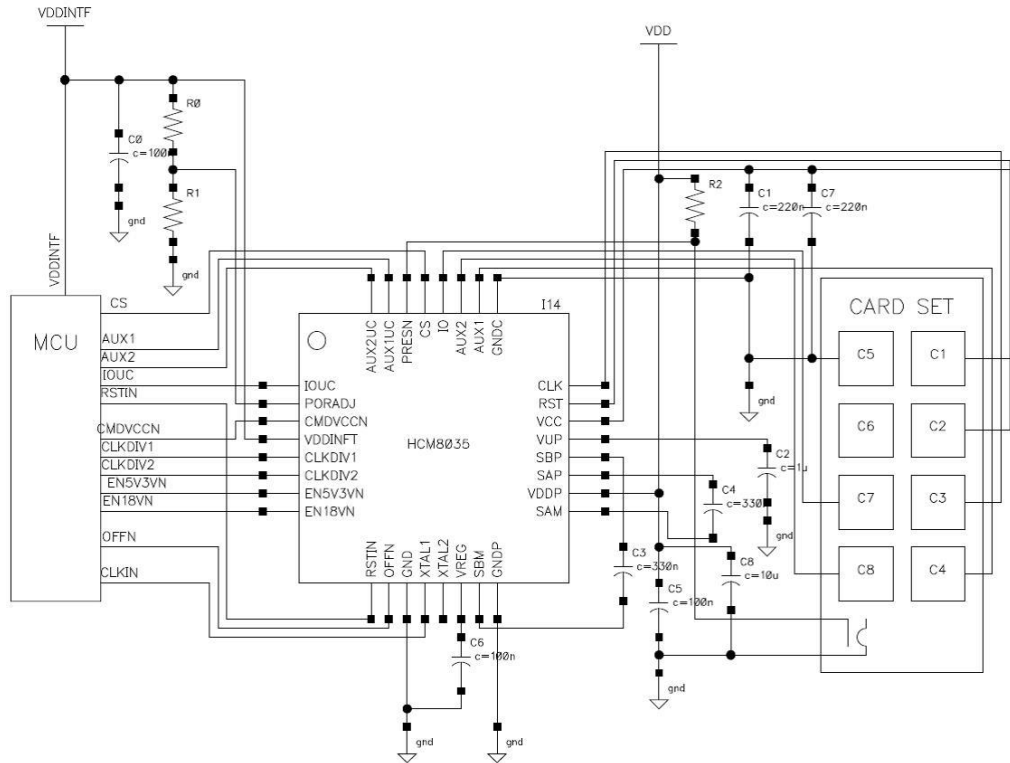 VDDINTF
VDD
R0
C0
c=100n
R1
gnd
gnd
VDDINTF
R2
C1
c=220n
C7
c=220n
MCU
CS
AUX1
AUX2
IOUC
RSTIN
CMDVCCN
CLKDIV1
CLKDIV2
EN5V3VN
EN18VN
OFFN
CLKIN
I14
AUX2UC
AUX1UC
PRESN
CS
IO
AUX2
AUX1
GNDC
IOUC
PORADJ
CMDVCCN
VDDINFT
CLKDIV1
CLKDIV2
EN5V3VN
EN18VN
HCM8035
CLK
RST
VCC
VUP
SBP
SAP
VDDP
SAM
RSTIN
OFFN
GND
XTAL1
XTAL2
VREG
SBM
GNDP
gnd
C2
c=1u
gnd
C4
c=330
C3
c=330n
C5
c=100n
C8
c=10u
gnd
C6
c=100n
gnd
gnd
CARD SET
C5 C1
C6 C2
C7 C3
C8 C4